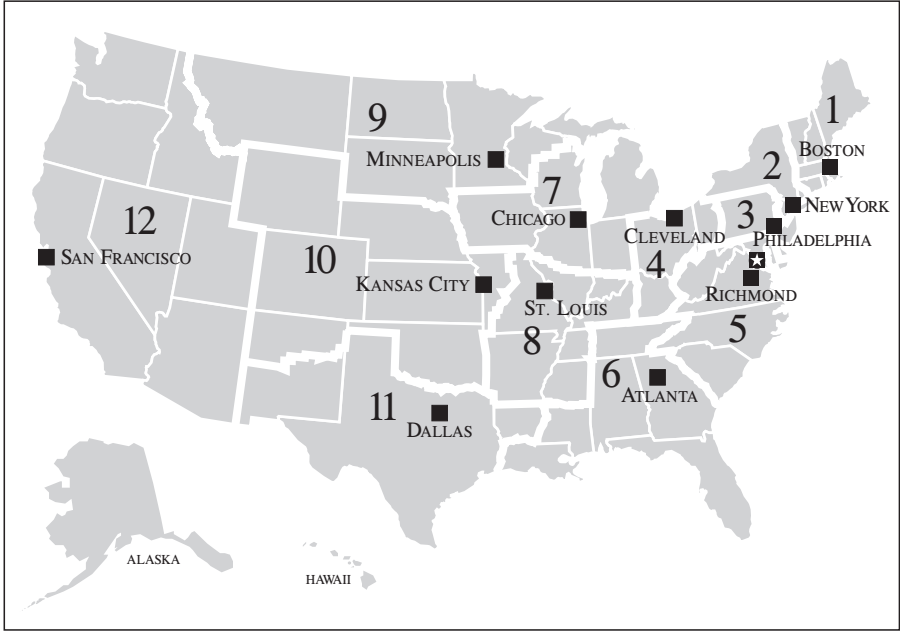 1
9
BOSTON
MINNEAPOLIS
2
7
NEW YORK
12
CHICAGO
3
CLEVELAND
PHILADELPHIA
SAN FRANCISCO
10
4
KANSAS CITY
RICHMOND
ST. LOUIS
5
8
6
ATLANTA
11
DALLAS
ALASKA
HAWAII